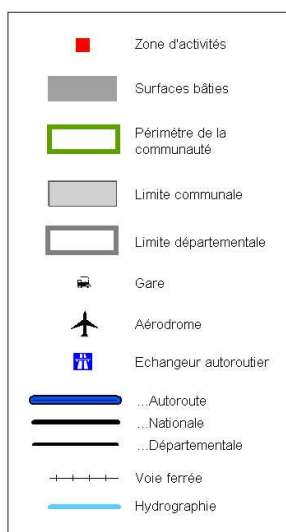 Zone d'activités
Surfaces bâties
Périmètre de la
communauté
Limite communale
Limite départementale
Gare
Aérodrome
Echangeur autoroutier
...Autoroute
...Nationale
...Départementale
Voie ferrée
Hydrographie